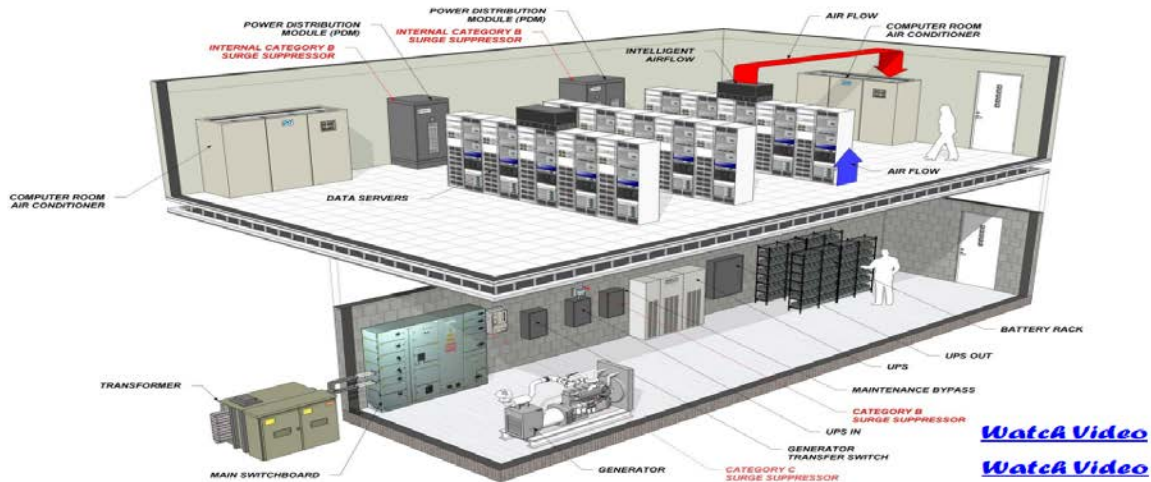 POWER DISTRIBUTION
MODULE (PDM)
INTERNAL CATEGORY B
SURGE SUPPRESSOR
POWER DISTRIBUTION
MODULE (PDM)
INTERNAL CATEGORY B
SURGE SUPPRESSOR
INTELLIGENT
AIRFLOW
AIR FLOW
COMPUTER ROOM
AIR CONDITIONER
COMPUTER ROOM
AIR CONDITIONER
DATA SERVERS
AIR FLOW
TRANSFORMER
MAIN SWITCHBOARD
GENERATOR
CATEGORY C
SURGE SUPPRESSOR
GENERATOR
TRANSFER SWITCH
UPS IN
CATEGORY B
SURGE SUPPRESSOR
MAINTENANCE BYPASS
UPS
UPS OUT
BATTERY RACK
Watch Video
Watch Video